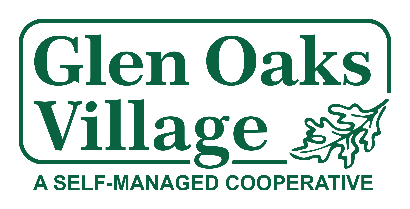 Glen Oaks
Village
A SELF-MANAGED COOPERATIVE